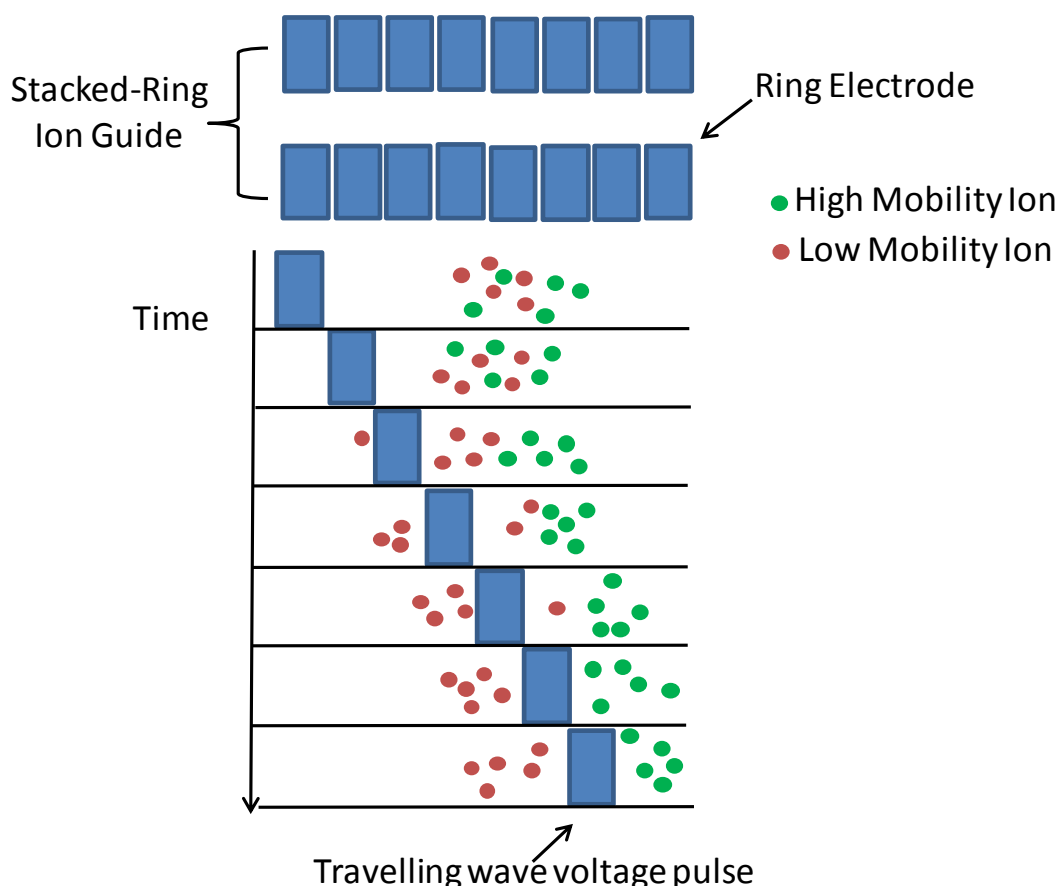 Stacked-Ring
Ion Guide
Ring Electrode
High Mobility Ion
Low Mobility Ion
Time
Travelling wave voltage pulse